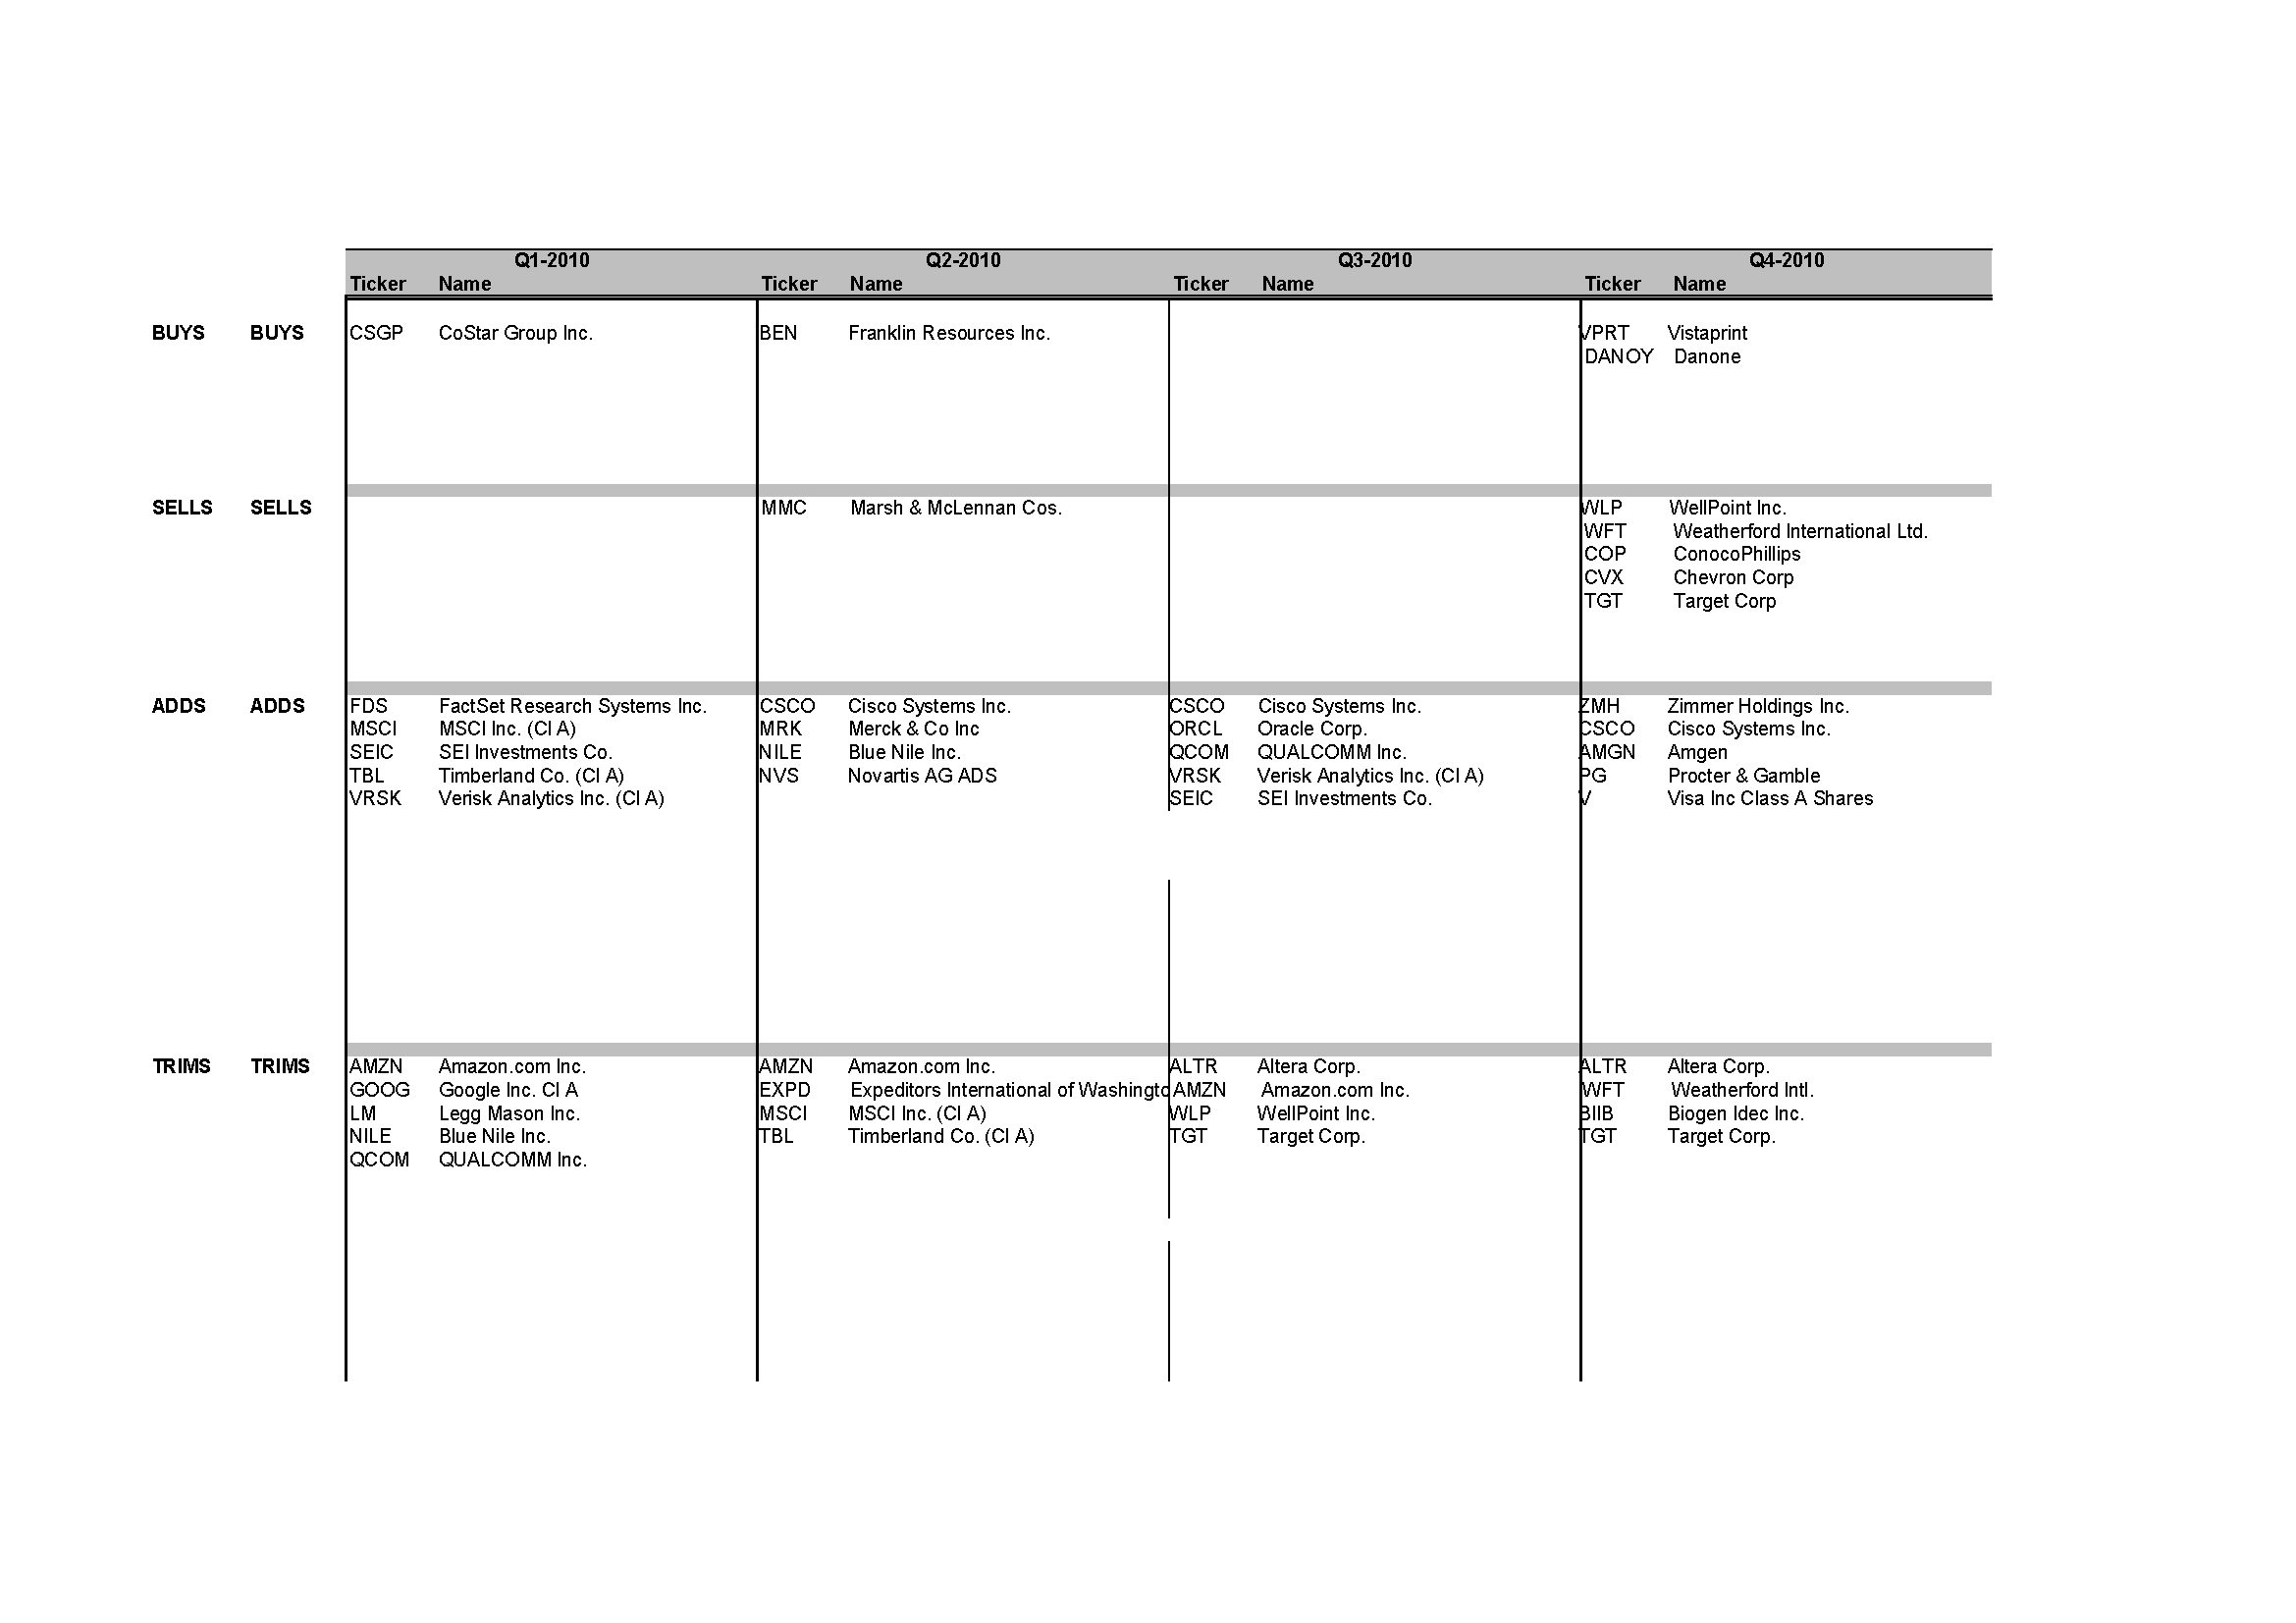 Q1-2010 Q2-2010 Q3-2010 Q4-2010
Ticker Name Ticker Name Ticker Name Ticker Name
BUYS BUYS CSGP CoStar Group Inc. BEN Franklin Resources Inc. VPRT Vistaprint
DANOY Danone
SELLS SELLS MMC Marsh & McLennan Cos. WLP WellPoint Inc.
WFT Weatherford International Ltd.
COP ConocoPhillips
CVX Chevron Corp
TGT Target Corp
ADDS ADDS FDS FactSet Research Systems Inc. CSCO Cisco Systems Inc. CSCO Cisco Systems Inc. ZMH Zimmer Holdings Inc.
MSCI MSCI Inc. (Cl A) MRK Merck & Co Inc ORCL Oracle Corp. CSCO Cisco Systems Inc.
SEIC SEI Investments Co. NILE Blue Nile Inc. QCOM QUALCOMM Inc. AMGN Amgen
TBL Timberland Co. (Cl A) NVS Novartis AG ADS VRSK Verisk Analytics Inc. (Cl A) PG Procter & Gamble
VRSK Verisk Analytics Inc. (Cl A) SEIC SEI Investments Co. V Visa Inc Class A Shares
TRIMS TRIMS AMZN Amazon.com Inc. AMZN Amazon.com Inc. ALTR Altera Corp. ALTR Altera Corp.
GOOG Google Inc. Cl A EXPD Expeditors International of Washingto AMZN Amazon.com Inc. WFT Weatherford Intl.
LM Legg Mason Inc. MSCI MSCI Inc. (Cl A) WLP WellPoint Inc. BIIB Biogen Idec Inc.
NILE Blue Nile Inc. TBL Timberland Co. (Cl A) TGT Target Corp. TGT Target Corp.
QCOM QUALCOMM Inc.